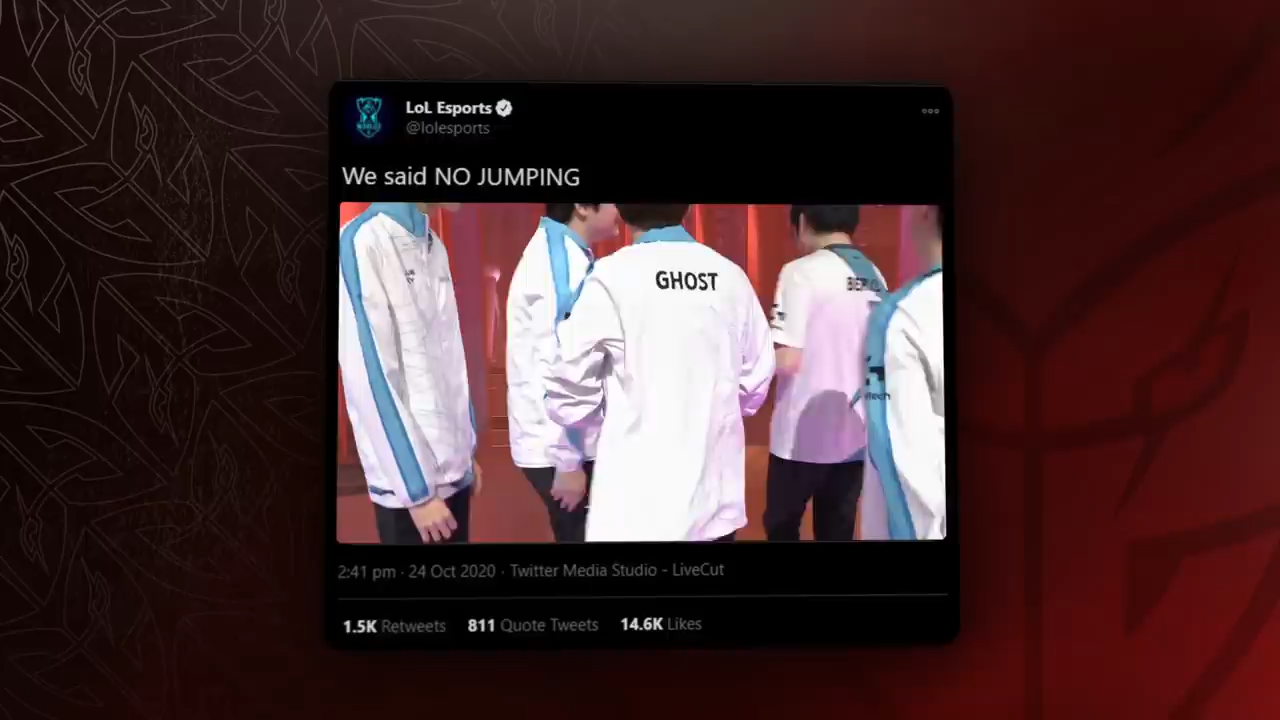 LoL Esports
@lolesports
We said NO JUMPING
GHOST
2:41 pm · 24 Oct 2020 · Twitter Media Studio - LiveCut
1.5K Retweets 811 Quote Tweets 14.6K Likes